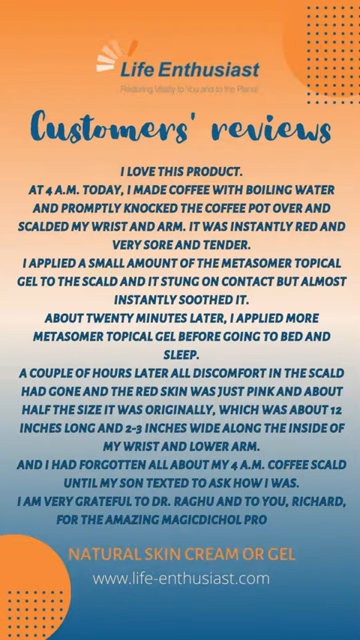 Life Enthusiast
Restoring Vitality to You and to the Planet
Customers' reviews
I LOVE THIS PRODUCT.
AT 4 A.M. TODAY, I MADE COFFEE WITH BOILING WATER
AND PROMPTLY KNOCKED THE COFFEE POT OVER AND
SCALDED MY WRIST AND ARM. IT WAS INSTANTLY RED AND
VERY SORE AND TENDER.
I APPLIED A SMALL AMOUNT OF THE METASOMER TOPICAL
GEL TO THE SCALD AND IT STUNG ON CONTACT BUT ALMOST
INSTANTLY SOOTHED IT.
ABOUT TWENTY MINUTES LATER, I APPLIED MORE
METASOMER TOPICAL GEL BEFORE GOING TO BED AND
SLEEP.
A COUPLE OF HOURS LATER ALL DISCOMFORT IN THE SCALD
HAD GONE AND THE RED SKIN WAS JUST PINK AND ABOUT
HALF THE SIZE IT WAS ORIGINALLY, WHICH WAS ABOUT 12
INCHES LONG AND 2-3 INCHES WIDE ALONG THE INSIDE OF
MY WRIST AND LOWER ARM.
AND I HAD FORGOTTEN ALL ABOUT MY 4 A.M. COFFEE SCALD
UNTIL MY SON TEXTED TO ASK HOW I WAS.
I AM VERY GRATEFUL TO DR. RAGHU AND TO YOU, RICHARD,
FOR THE AMAZING MAGICDICHOL PRO
NATURAL SKIN CREAM OR GEL
www.life-enthusiast.com